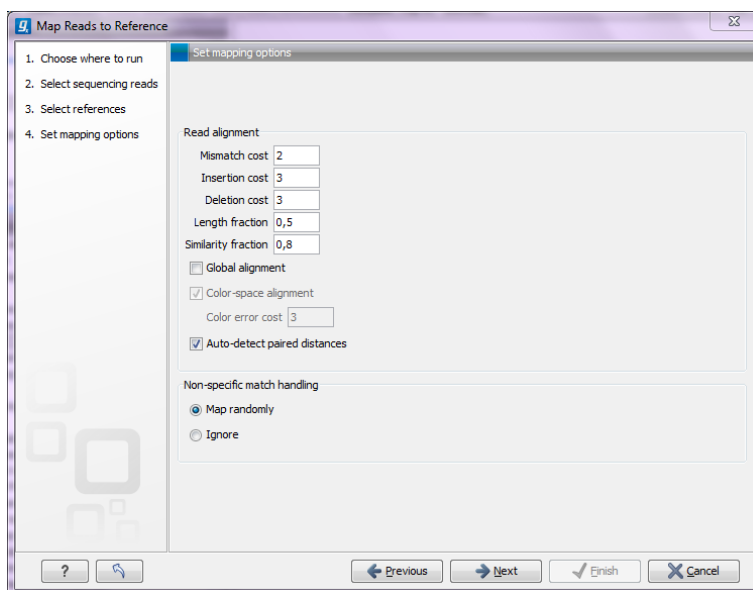 Map Reads to Reference
1. Choose where to run
2. Select sequencing reads
3. Select references
4. Set mapping options
Set mapping options
Read alignment
Mismatch cost 2
Insertion cost 3
Deletion cost 3
Length fraction 0,5
Similarity fraction 0,8
Global alignment
Color-space alignment
Color error cost 3
Auto-detect paired distances
Non-specific match handling
Map randomly
Ignore
? Previous Next Finish Cancel